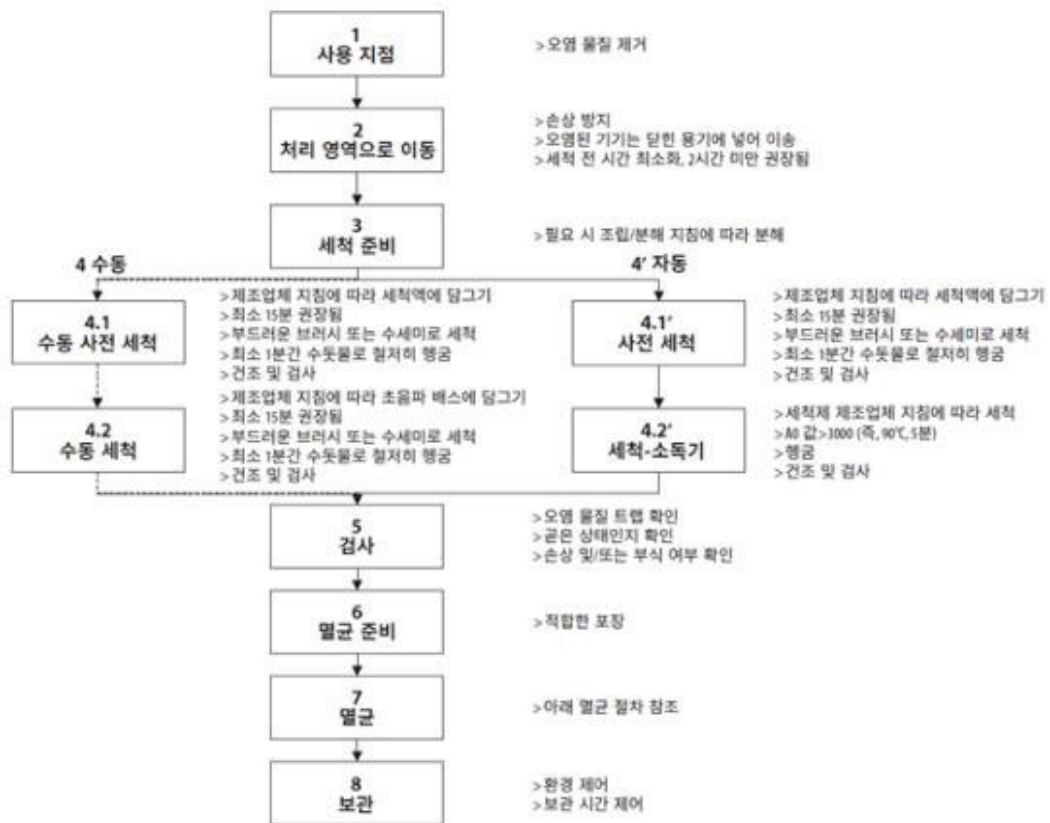 1
사용 지점
>오염 물질 제거
2
처리 영역으로 이동
>손상 방지
>오염된 기기는 닫힌 용기에 넣어 이송
>세척 전 시간 최소화, 2시간 미만 권장됨
3
세척 준비
>필요 시 조립/분해 지침에 따라 분해
4 수동
4' 자동
4.1
수동 사전 세척
>제조업체 지침에 따라 세척액에 담그기
>최소 15분 권장됨
>부드러운 브러시 또는 수세미로 세척
>최소 1분간 수돗물로 철저히 헹굼
>건조 및 검사
4.1'
사전 세척
>제조업체 지침에 따라 세척액에 담그기
>최소 15분 권장됨
>부드러운 브러시 또는 수세미로 세척
>최소 1분간 수돗물로 철저히 헹굼
>건조 및 검사
4.2
수동 세척
>제조업체 지침에 따라 초음파 배스에 담그기
>최소 15분 권장됨
>부드러운 브러시 또는 수세미로 세척
>최소 1분간 수돗물로 철저히 헹굼
>건조 및 검사
4.2'
세척-소독기
>세척제 제조업체 지침에 따라 세척
>A0 값>3000 (즉, 90℃, 5분)
>헹굼
>건조 및 검사
5
검사
>오염 물질 트랩 확인
>곧은 상태인지 확인
>손상 및/또는 부식 여부 확인
6
멸균 준비
>적합한 포장
7
멸균
>아래 멸균 절차 참조
8
보관
>환경 제어
>보관 시간 제어